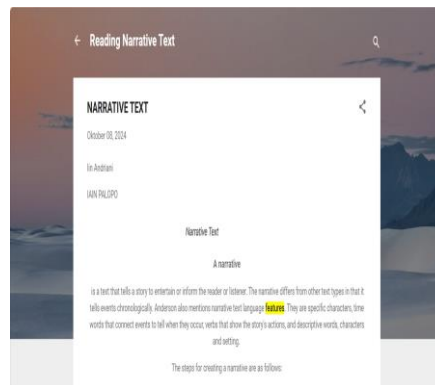 Reading Narrative Text
NARRATIVE TEXT
Oktober 08, 2024
Iin Andriani
IAIN PALOPO
Narrative Text
A narrative
is a text that tells a story to entertain or inform the reader or listener. The narrative differs from other text types in that it
tells events chronologically. Anderson also mentions narrative text language features. They are specific characters, time
words that connect events to tell when they occur, verbs that show the story's actions, and descriptive words, characters
and setting.
The steps for creating a narrative are as follows: